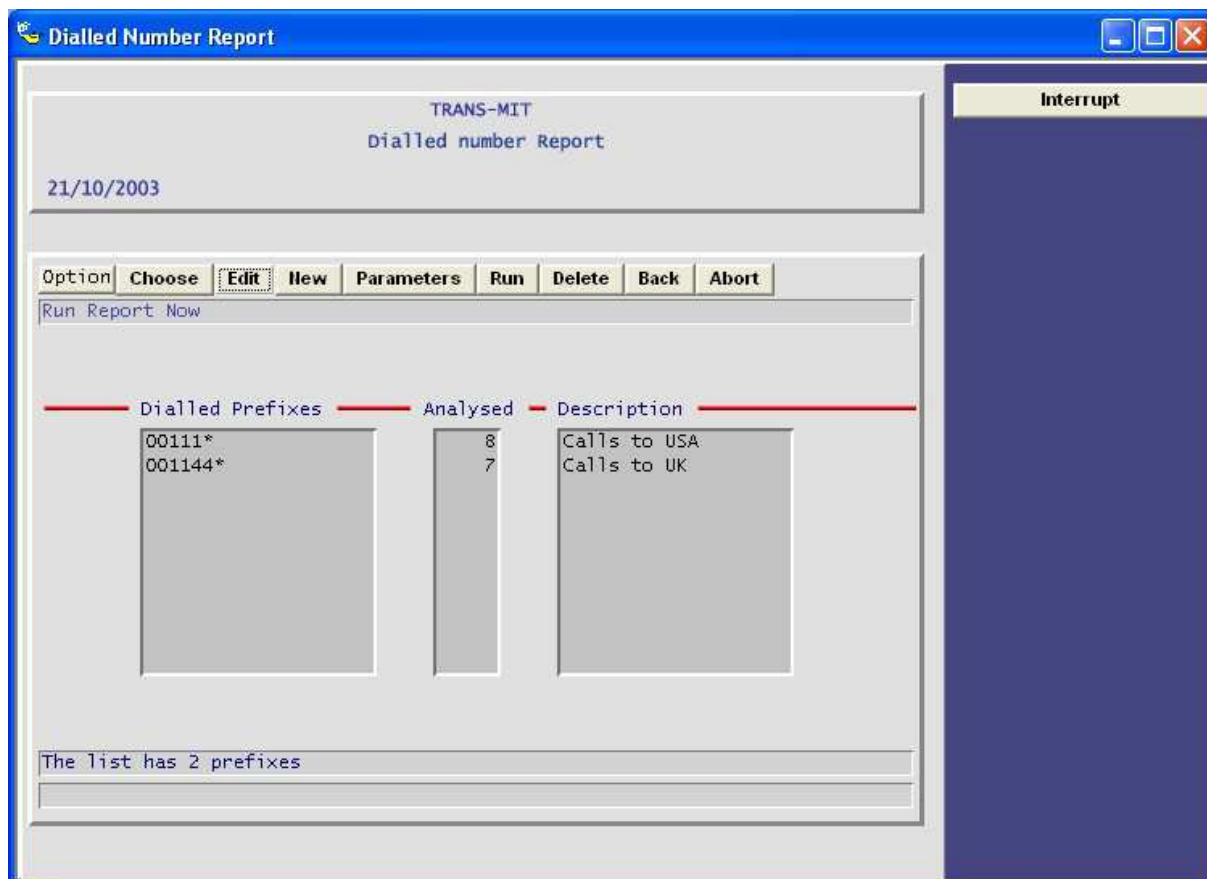 Dialled Number Report
TRANS-MIT
Dialled number Report
21/10/2003
Interrupt
Option Choose Edit New Parameters Run Delete Back Abort
Run Report Now
Dialled Prefixes Analysed Description
00111* 8 Calls to USA
001144* 7 Calls to UK
The list has 2 prefixes